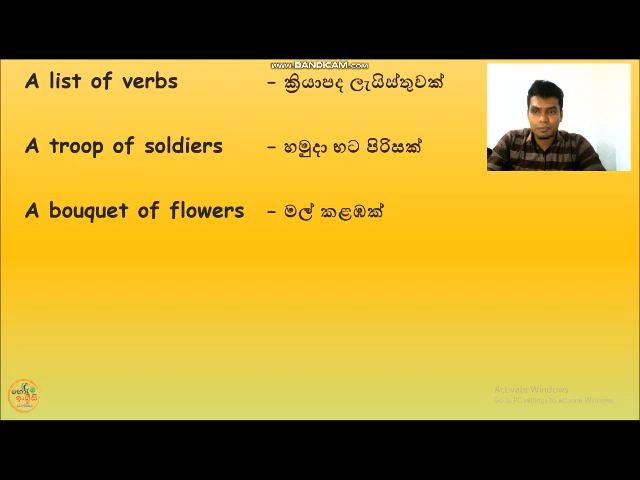 www.BANDICAM.com
A list of verbs – ක්‍රියාපද ලැයිස්තුවක්
A troop of soldiers – හමුදා භට පිරිසක්
A bouquet of flowers – මල් කළඹක්
Activate Windows
Go to PC settings to activate Windows.